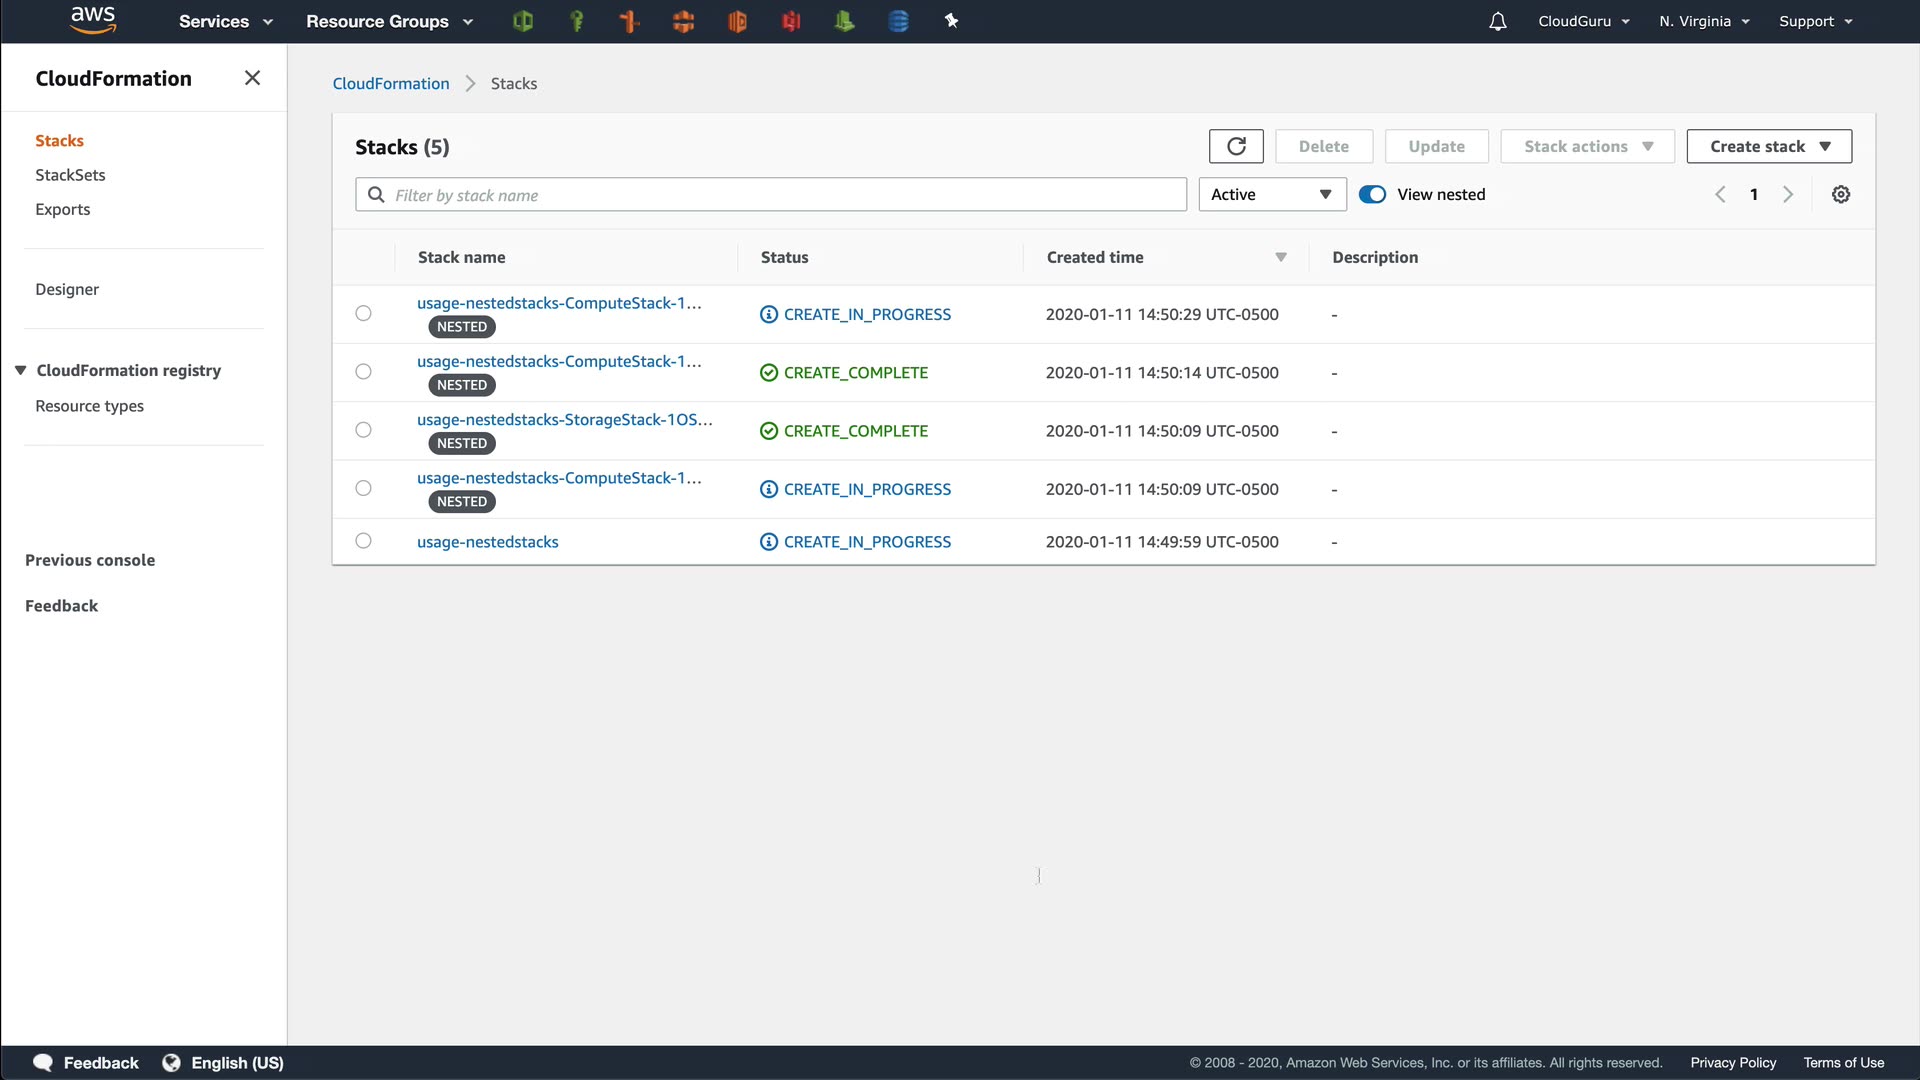 aws Services Resource Groups CloudGuru N. Virginia Support
CloudFormation
Stacks
StackSets
Exports
Designer
CloudFormation registry
Resource types
Previous console
Feedback
CloudFormation > Stacks
Stacks (5) Delete Update Stack actions Create stack
Filter by stack name Active View nested 1
Stack name Status Created time Description
usage-nestedstacks-ComputeStack-1... CREATE_IN_PROGRESS 2020-01-11 14:50:29 UTC-0500 -
NESTED
usage-nestedstacks-ComputeStack-1... CREATE_COMPLETE 2020-01-11 14:50:14 UTC-0500 -
NESTED
usage-nestedstacks-StorageStack-1OS... CREATE_COMPLETE 2020-01-11 14:50:09 UTC-0500 -
NESTED
usage-nestedstacks-ComputeStack-1... CREATE_IN_PROGRESS 2020-01-11 14:50:09 UTC-0500 -
NESTED
usage-nestedstacks CREATE_IN_PROGRESS 2020-01-11 14:49:59 UTC-0500 -
Feedback English (US) © 2008 - 2020, Amazon Web Services, Inc. or its affiliates. All rights reserved. Privacy Policy Terms of Use